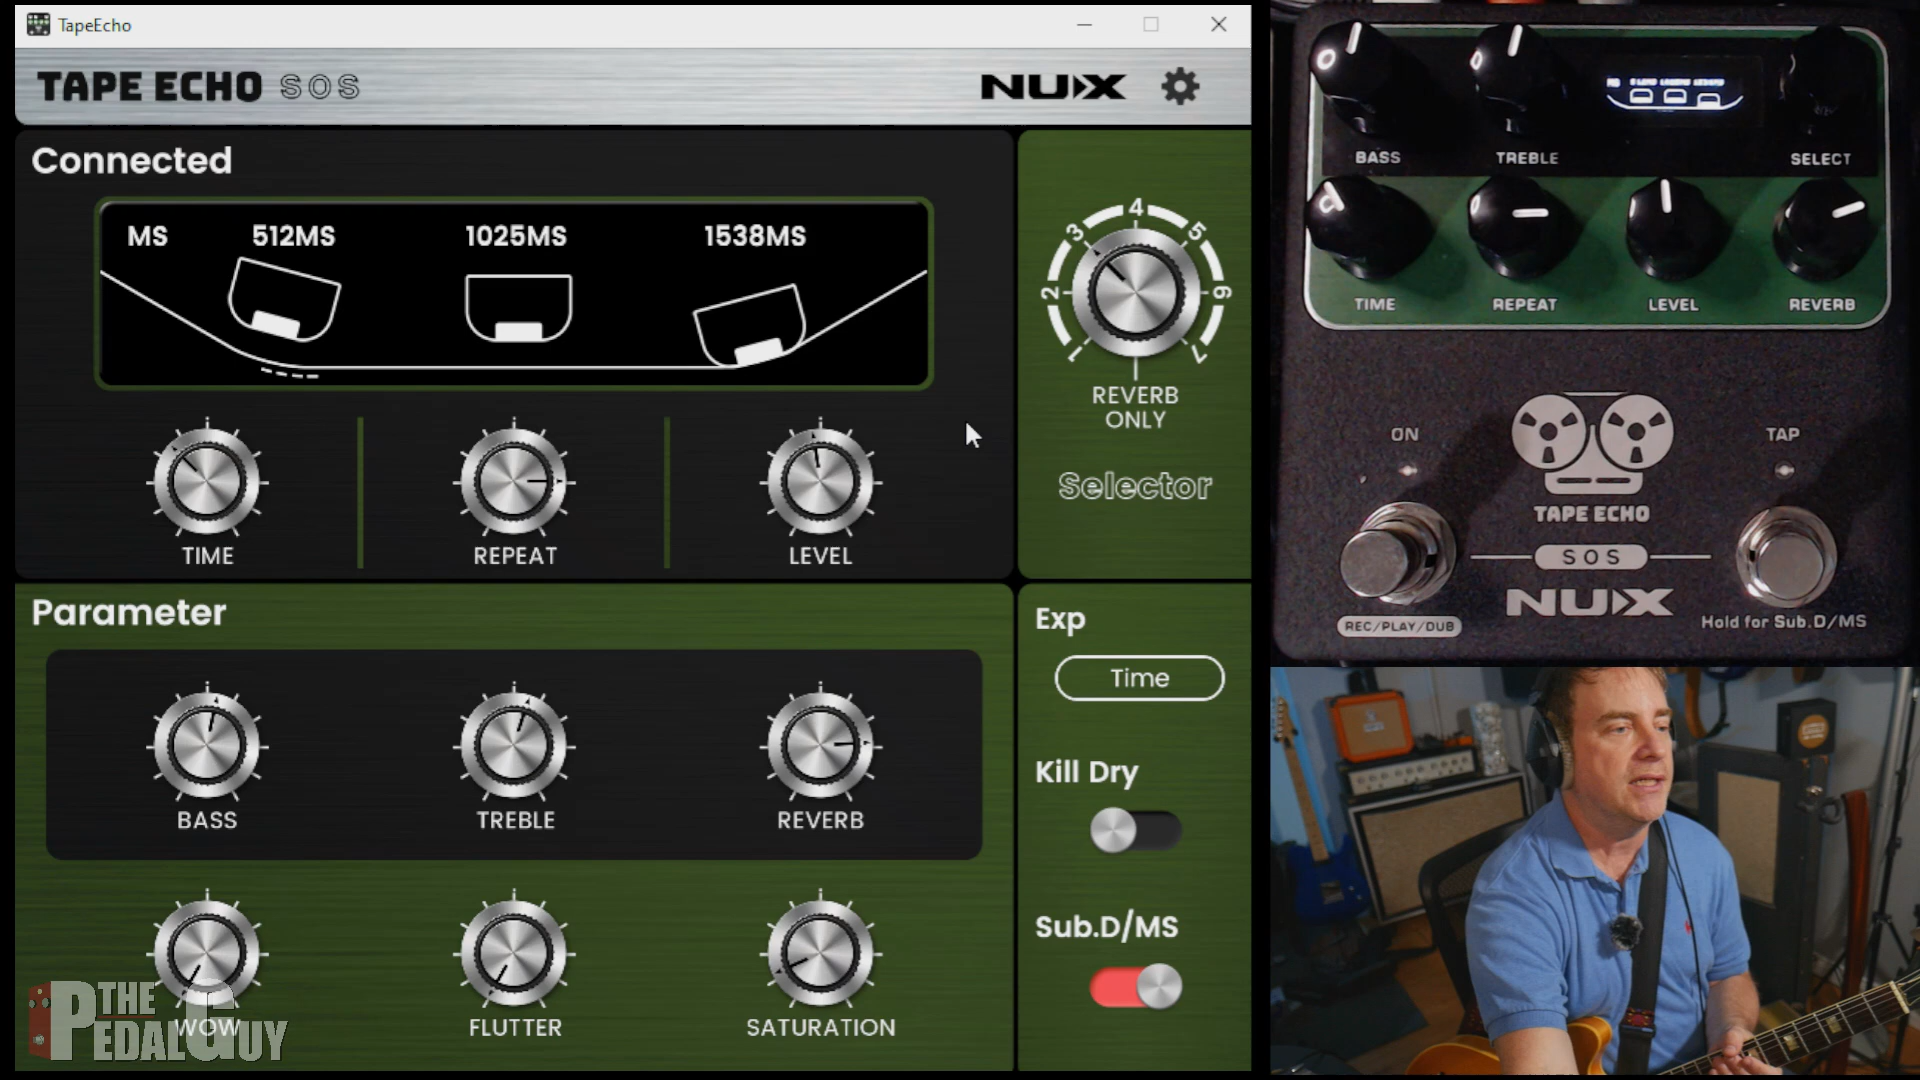 TapeEcho
TAPE ECHO SOS
NUX
Connected
MS 512MS 1025MS 1538MS
TIME
REPEAT
LEVEL
1
2
3
4
5
6
7
REVERB
ONLY
Selector
Parameter
BASS
TREBLE
REVERB
WOW
FLUTTER
SATURATION
Exp
Time
Kill Dry
Sub.D/MS
THE
PEDALGUY
BASS
TREBLE
SELECT
TIME
REPEAT
LEVEL
REVERB
ON
TAP
TAPE ECHO
SOS
NUX
REC/PLAY/DUB
Hold for Sub.D/MS